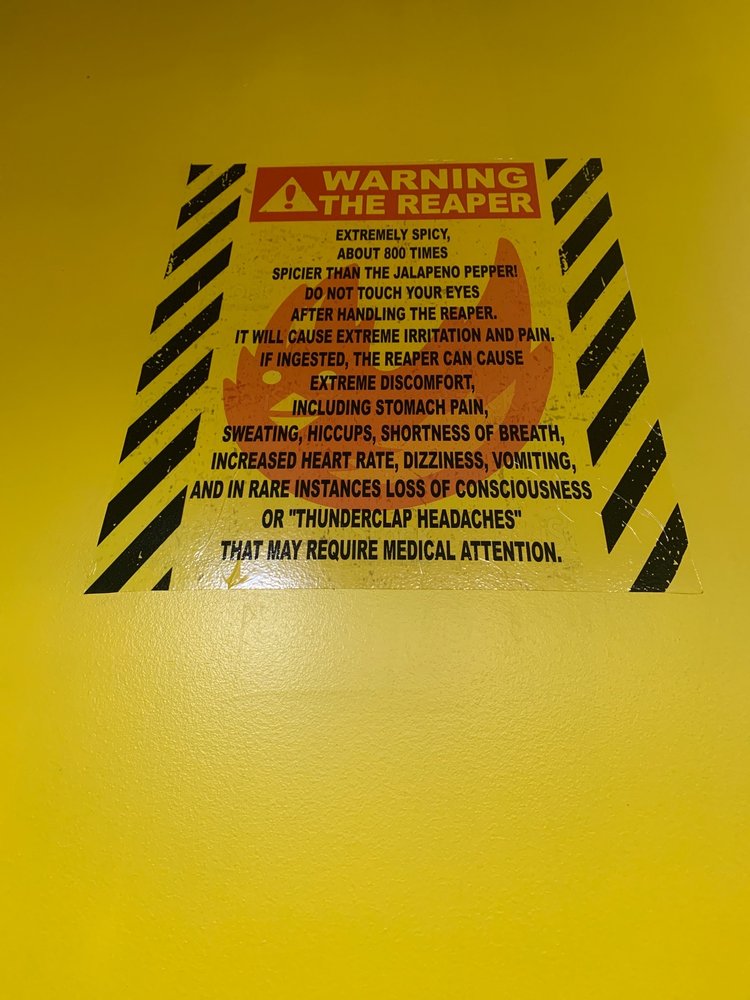 WARNING
THE REAPER
EXTREMELY SPICY,
ABOUT 800 TIMES
SPICIER THAN THE JALAPENO PEPPER!
DO NOT TOUCH YOUR EYES
AFTER HANDLING THE REAPER.
IT WILL CAUSE EXTREME IRRITATION AND PAIN.
IF INGESTED, THE REAPER CAN CAUSE
EXTREME DISCOMFORT,
INCLUDING STOMACH PAIN,
SWEATING, HICCUPS, SHORTNESS OF BREATH,
INCREASED HEART RATE, DIZZINESS, VOMITING,
AND IN RARE INSTANCES LOSS OF CONSCIOUSNESS
OR "THUNDERCLAP HEADACHES"
THAT MAY REQUIRE MEDICAL ATTENTION.